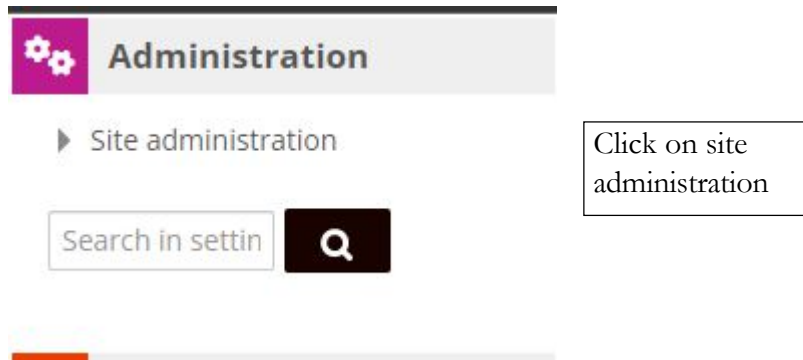 Administration
Site administration
Click on site
administration
Search in settin